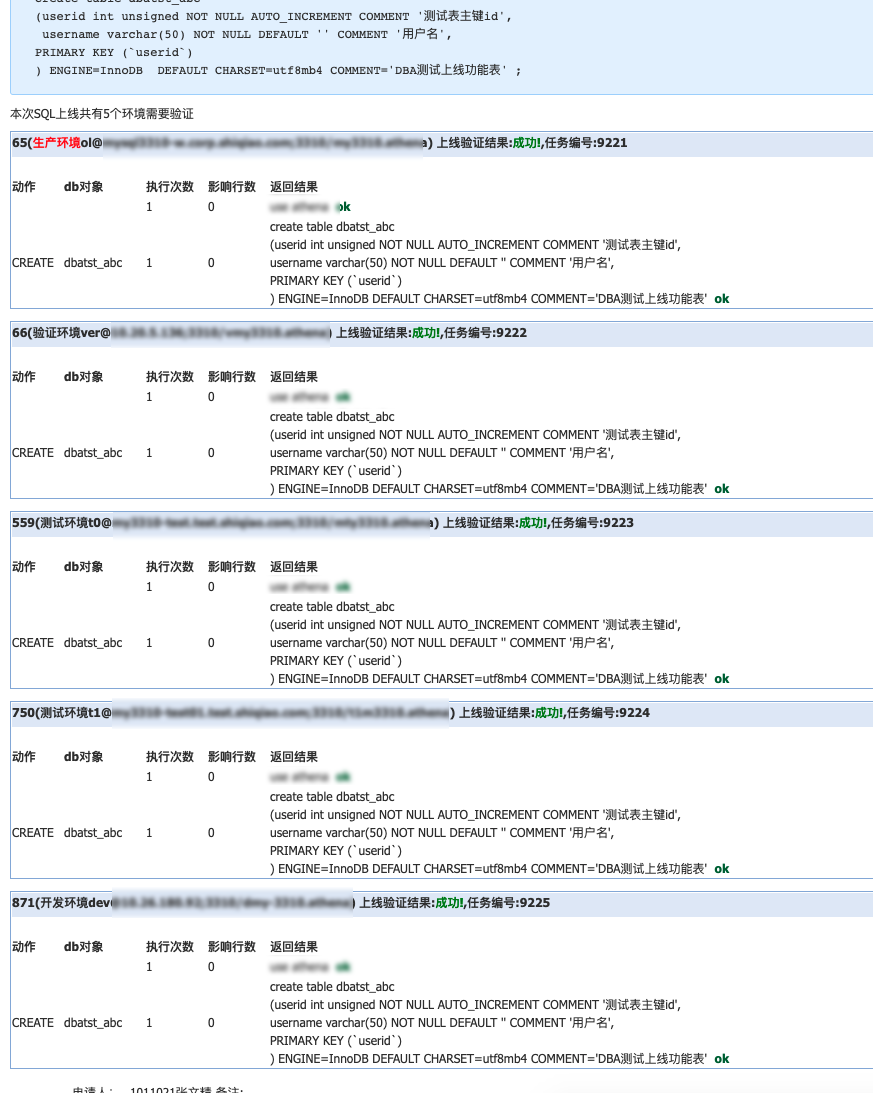 create table dbatst_abc
(userid int unsigned NOT NULL AUTO_INCREMENT COMMENT '测试表主键id',
username varchar(50) NOT NULL DEFAULT '' COMMENT '用户名',
PRIMARY KEY (`userid`)
) ENGINE=InnoDB DEFAULT CHARSET=utf8mb4 COMMENT='DBA测试上线功能表' ;
本次SQL上线共有5个环境需要验证
65(生产环境ol@ a) 上线验证结果:成功!,任务编号:9221
动作 db对象 执行次数 影响行数 返回结果
1 0 ok
create table dbatst_abc
(userid int unsigned NOT NULL AUTO_INCREMENT COMMENT '测试表主键id',
CREATE dbatst_abc 1 0 username varchar(50) NOT NULL DEFAULT '' COMMENT '用户名',
PRIMARY KEY (`userid`)
) ENGINE=InnoDB DEFAULT CHARSET=utf8mb4 COMMENT='DBA测试上线功能表' ok
66(验证环境ver@ ) 上线验证结果:成功!,任务编号:9222
动作 db对象 执行次数 影响行数 返回结果
1 0 ok
create table dbatst_abc
(userid int unsigned NOT NULL AUTO_INCREMENT COMMENT '测试表主键id',
CREATE dbatst_abc 1 0 username varchar(50) NOT NULL DEFAULT '' COMMENT '用户名',
PRIMARY KEY (`userid`)
) ENGINE=InnoDB DEFAULT CHARSET=utf8mb4 COMMENT='DBA测试上线功能表' ok
559(测试环境t0@ a) 上线验证结果:成功!,任务编号:9223
动作 db对象 执行次数 影响行数 返回结果
1 0 ok
create table dbatst_abc
(userid int unsigned NOT NULL AUTO_INCREMENT COMMENT '测试表主键id',
CREATE dbatst_abc 1 0 username varchar(50) NOT NULL DEFAULT '' COMMENT '用户名',
PRIMARY KEY (`userid`)
) ENGINE=InnoDB DEFAULT CHARSET=utf8mb4 COMMENT='DBA测试上线功能表' ok
750(测试环境t1@ ) 上线验证结果:成功!,任务编号:9224
动作 db对象 执行次数 影响行数 返回结果
1 0 ok
create table dbatst_abc
(userid int unsigned NOT NULL AUTO_INCREMENT COMMENT '测试表主键id',
CREATE dbatst_abc 1 0 username varchar(50) NOT NULL DEFAULT '' COMMENT '用户名',
PRIMARY KEY (`userid`)
) ENGINE=InnoDB DEFAULT CHARSET=utf8mb4 COMMENT='DBA测试上线功能表' ok
871(开发环境dev ) 上线验证结果:成功!,任务编号:9225
动作 db对象 执行次数 影响行数 返回结果
1 0 ok
create table dbatst_abc
(userid int unsigned NOT NULL AUTO_INCREMENT COMMENT '测试表主键id',
CREATE dbatst_abc 1 0 username varchar(50) NOT NULL DEFAULT '' COMMENT '用户名',
PRIMARY KEY (`userid`)
) ENGINE=InnoDB DEFAULT CHARSET=utf8mb4 COMMENT='DBA测试上线功能表' ok